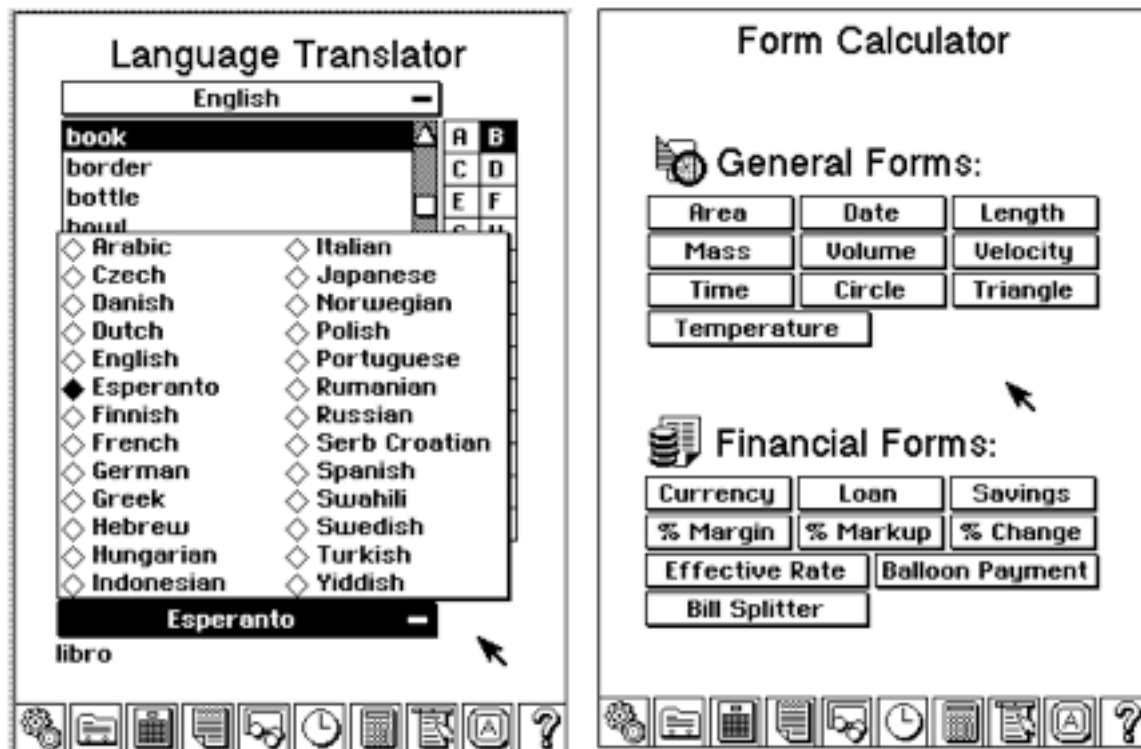 Language Translator
English
book
A B
border
C D
bottle
E F
bowl
Arabic
Czech
Danish
Dutch
English
Esperanto
Finnish
French
German
Greek
Hebrew
Hungarian
Indonesian
Italian
Japanese
Norwegian
Polish
Portuguese
Rumanian
Russian
Serb Croatian
Spanish
Swahili
Swedish
Turkish
Yiddish
Esperanto
libro
A ?
Form Calculator
General Forms:
Area Date Length
Mass Volume Velocity
Time Circle Triangle
Temperature
Financial Forms:
Currency Loan Savings
% Margin % Markup % Change
Effective Rate Balloon Payment
Bill Splitter
A ?